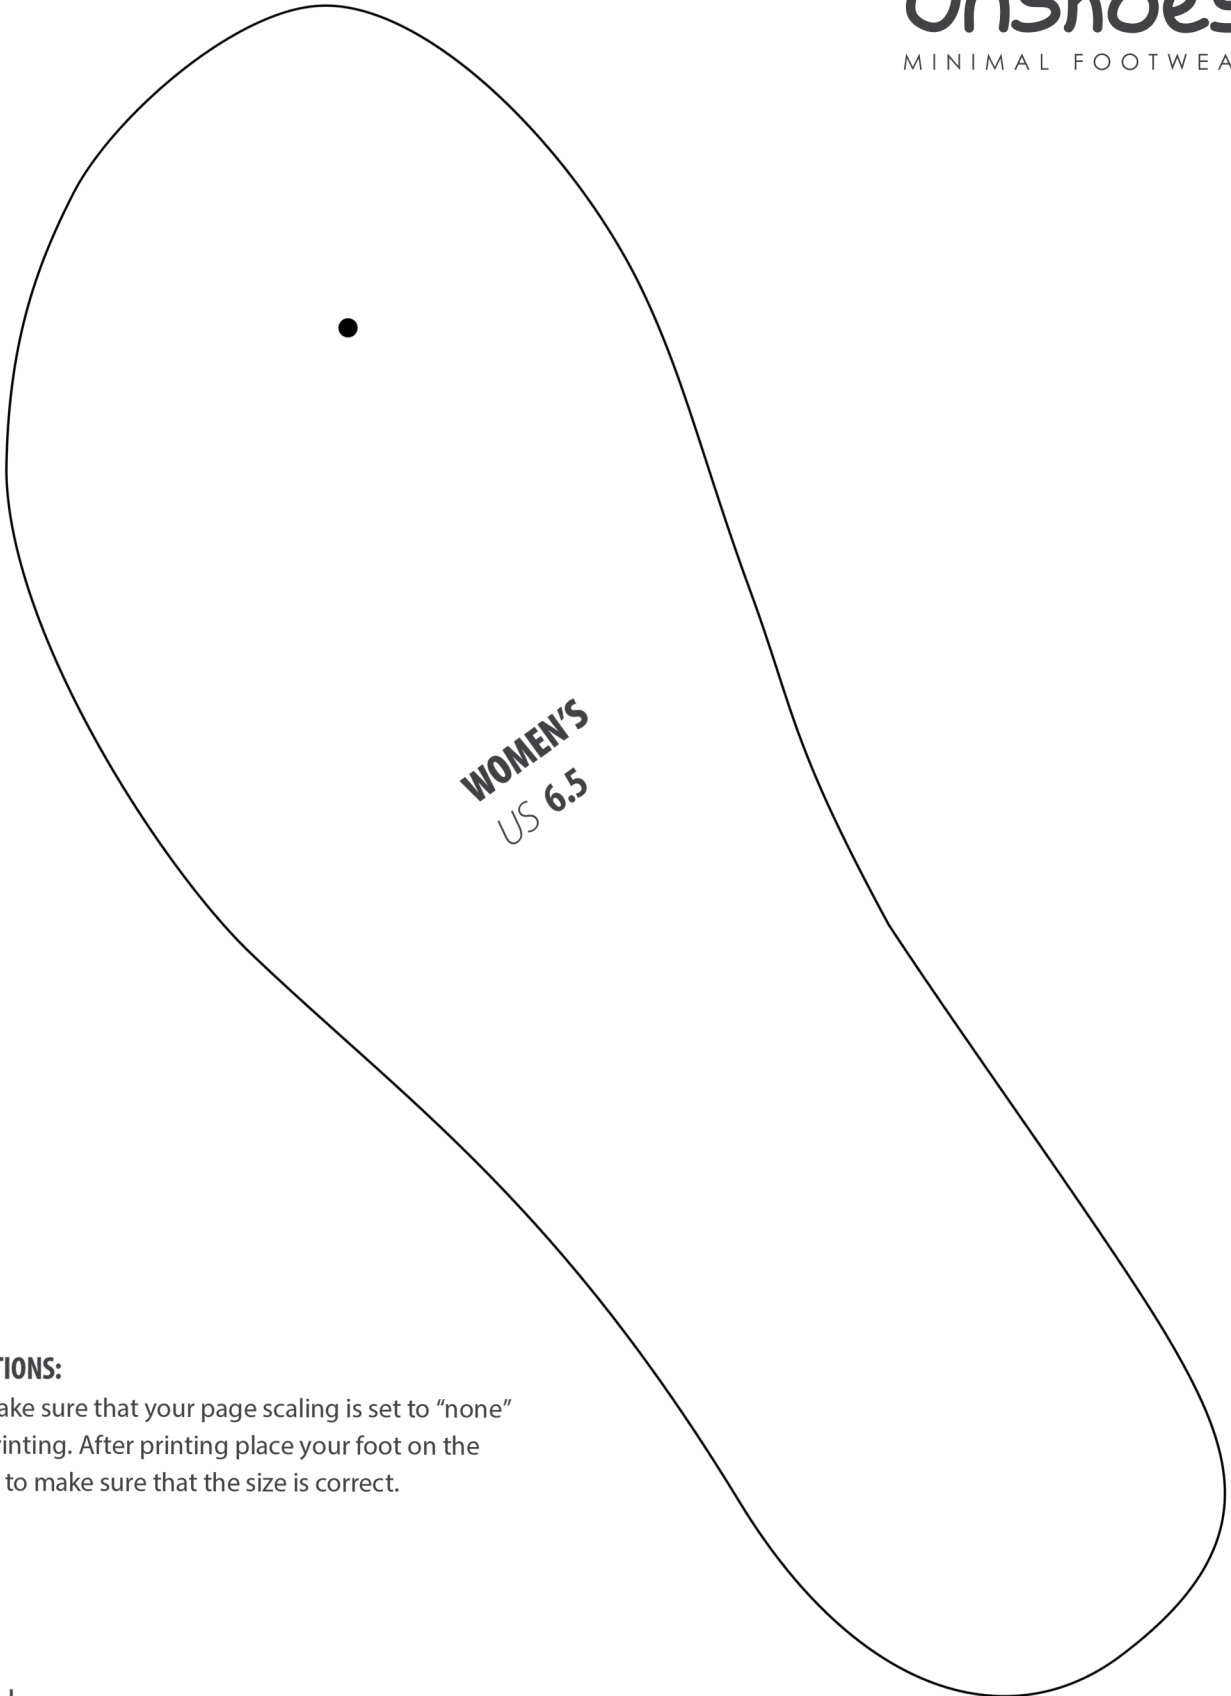 MINIMAL FOOTWEA
WOMEN'S
US 6.5
TIONS:
ake sure that your page scaling is set to “none”
rinting. After printing place your foot on the
to make sure that the size is correct.